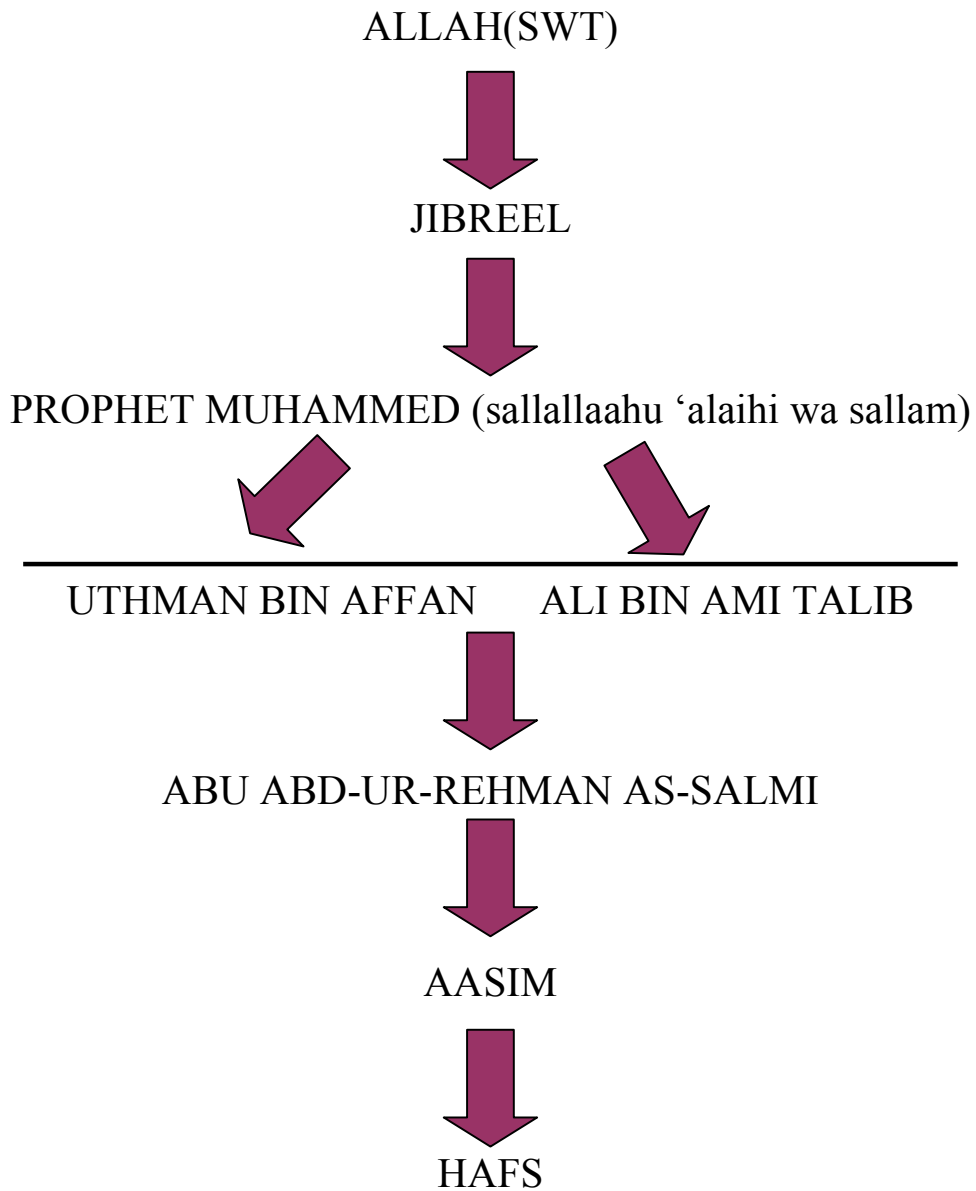 ALLAH(SWT)
JIBREEL
PROPHET MUHAMMED (sallallaahu ‘alaihi wa sallam)
UTHMAN BIN AFFAN ALI BIN AMI TALIB
ABU ABD-UR-REHMAN AS-SALMI
AASIM
HAFS